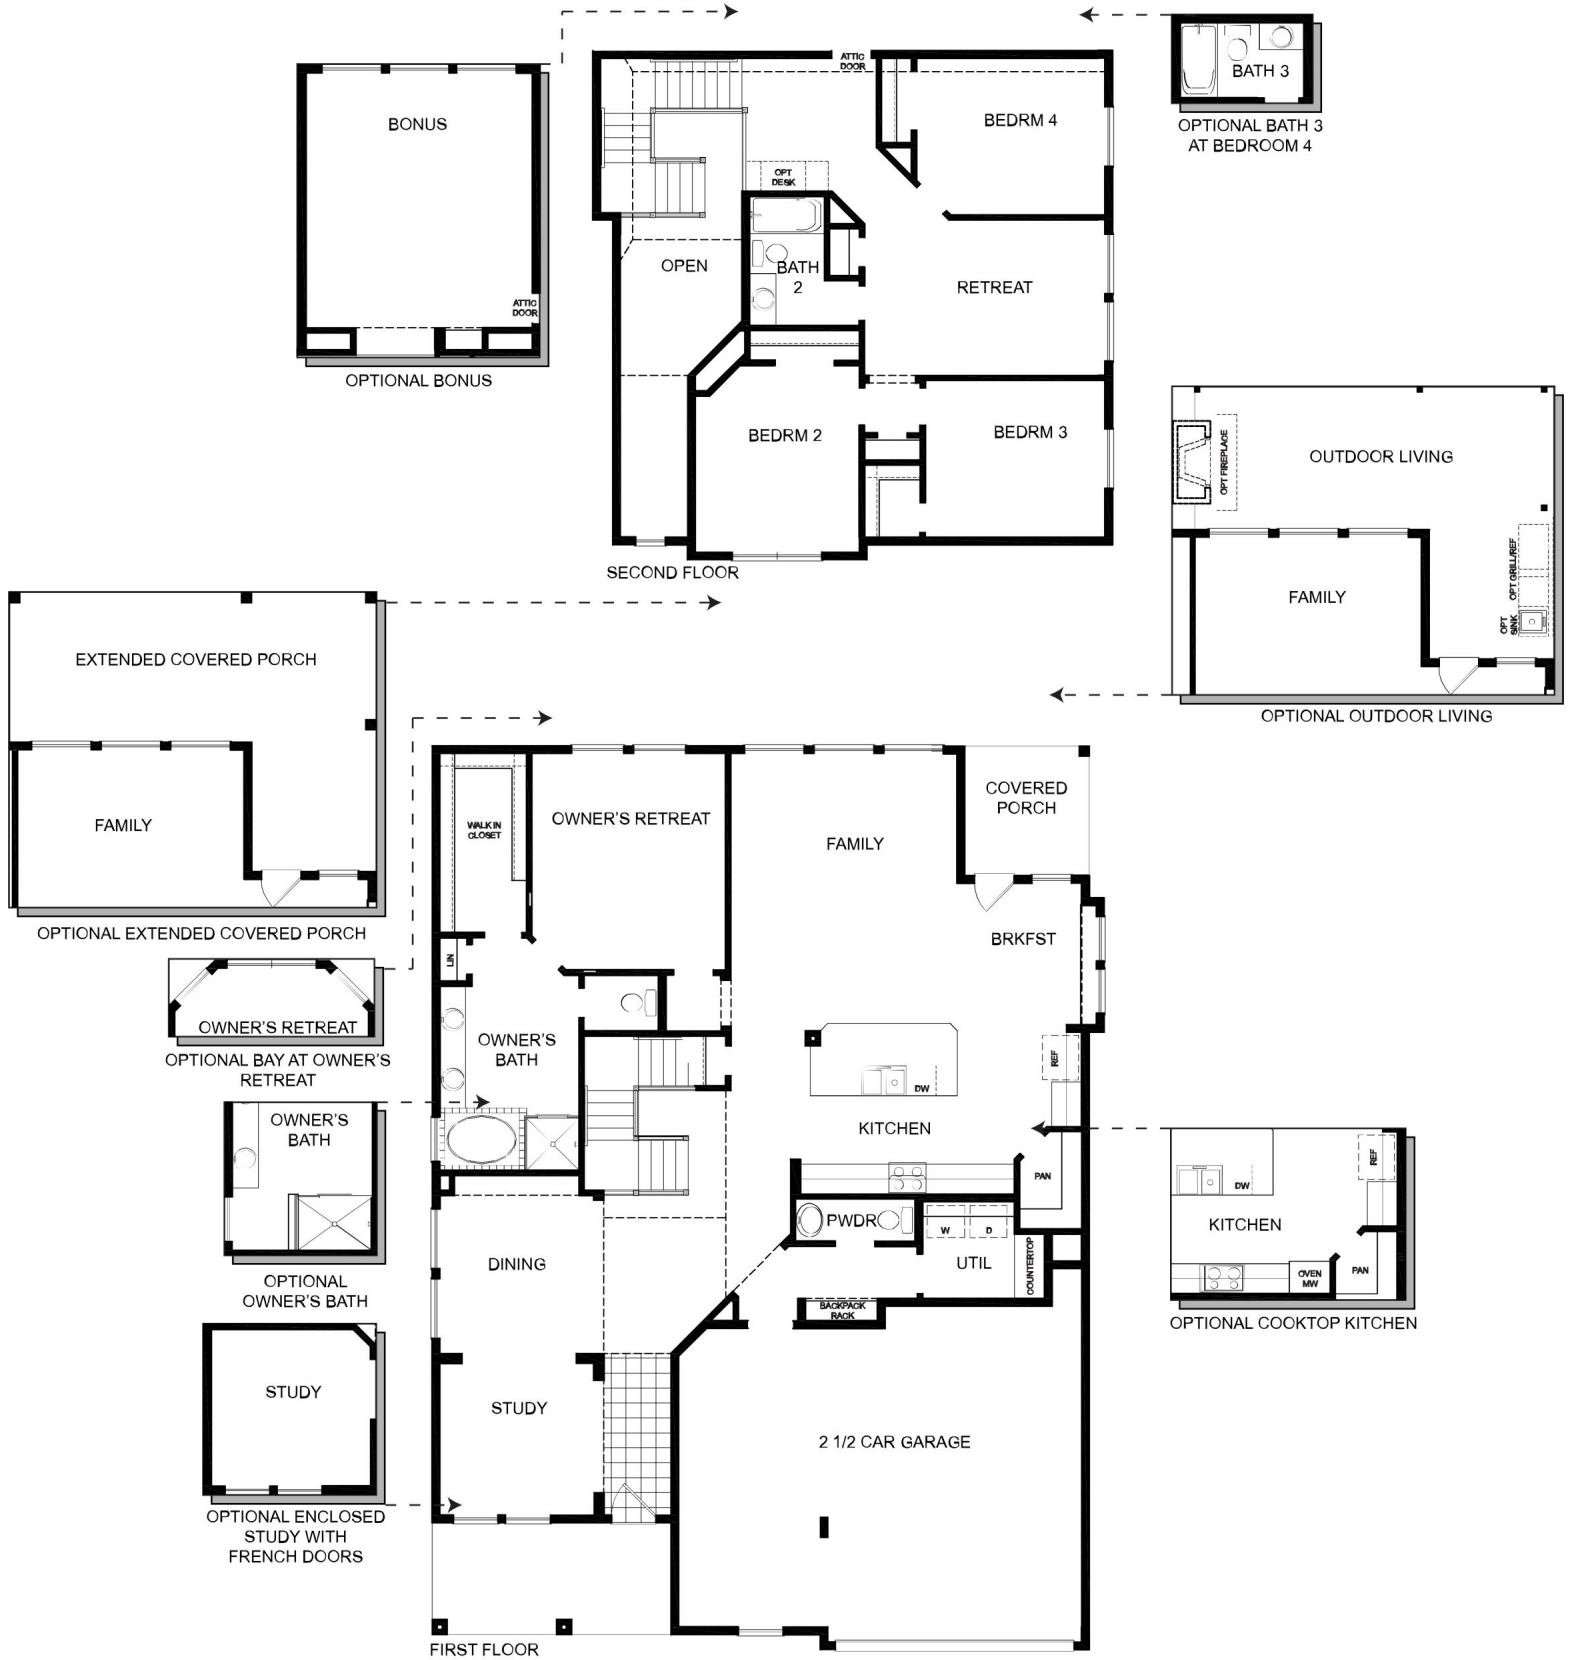 BONUS
ATTIC
DOOR
OPTIONAL BONUS
ATTIC
DOOR
BEDRM 4
OPT
DESK
OPEN
BATH
2
RETREAT
BEDRM 2
BEDRM 3
SECOND FLOOR
BATH 3
OPTIONAL BATH 3
AT BEDROOM 4
OUTDOOR LIVING
OPT FIREPLACE
FAMILY
OPT GRILL/REF
OPT
SINK
OPTIONAL OUTDOOR LIVING
EXTENDED COVERED PORCH
FAMILY
OPTIONAL EXTENDED COVERED PORCH
OWNER'S RETREAT
OPTIONAL BAY AT OWNER'S
RETREAT
OWNER'S
BATH
OPTIONAL
OWNER'S BATH
STUDY
OPTIONAL ENCLOSED
STUDY WITH
FRENCH DOORS
WALK IN
CLOSET
OWNER'S RETREAT
FAMILY
COVERED
PORCH
BRKFST
LIN
OWNER'S
BATH
REF
DW
KITCHEN
PAN
PWDR
W
D
UTIL
COUNTERTOP
DINING
BACKPACK
RACK
STUDY
2 1/2 CAR GARAGE
FIRST FLOOR
REF
DW
KITCHEN
OVEN
MW
PAN
OPTIONAL COOKTOP KITCHEN